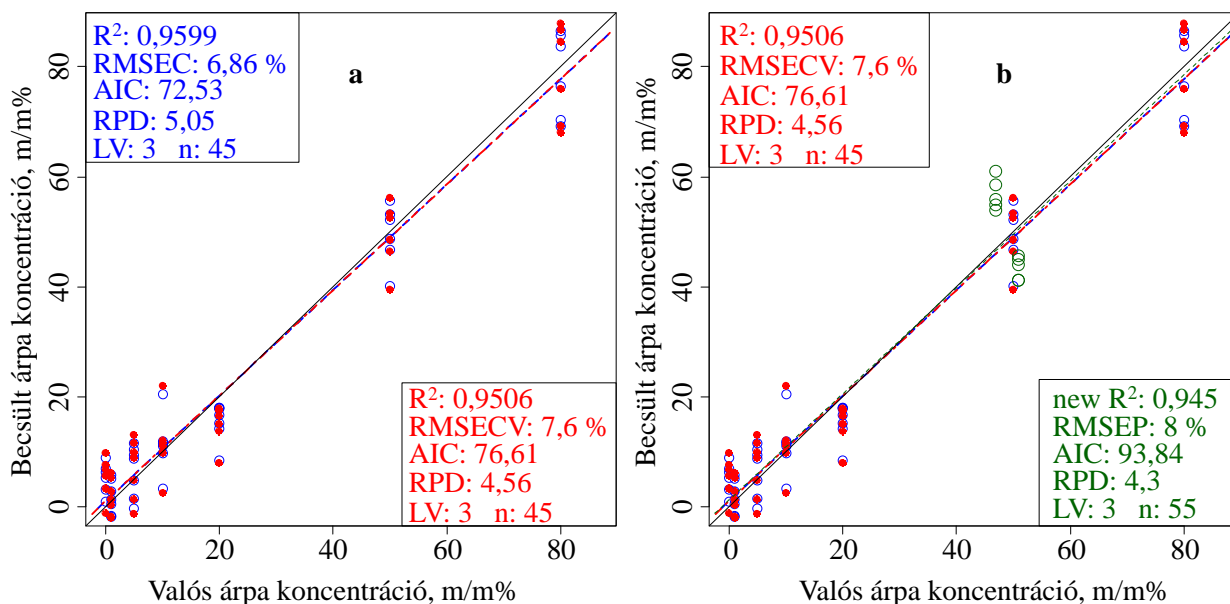 R²: 0,9599
RMSEC: 6,86 %
AIC: 72,53
RPD: 5,05
LV: 3 n: 45
a
R²: 0,9506
RMSECV: 7,6 %
AIC: 76,61
RPD: 4,56
LV: 3 n: 45
Becsült árpa koncentráció, m/m%
0
20
40
60
80
0
20
40
60
80
Valós árpa koncentráció, m/m%
R²: 0,9506
RMSECV: 7,6 %
AIC: 76,61
RPD: 4,56
LV: 3 n: 45
b
new R²: 0,945
RMSEP: 8 %
AIC: 93,84
RPD: 4,3
LV: 3 n: 55
Becsült árpa koncentráció, m/m%
0
20
40
60
80
0
20
40
60
80
Valós árpa koncentráció, m/m%